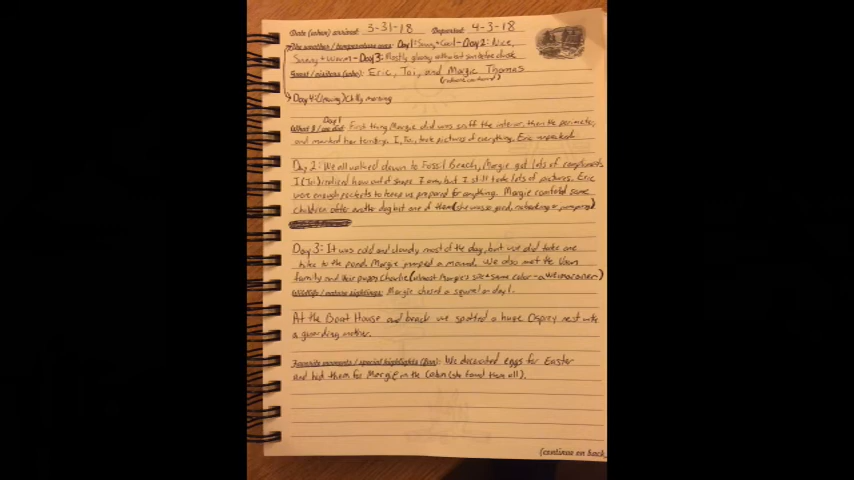 Date (when) arrived: 3-31-18 Departed: 4-3-18
The weather / temperature was: Day 1: Sunny + Cool - Day 2: Nice,
Sunny + Warm - Day 3: Mostly gloomy with sun before dusk
Guest / visitors (who): Eric, Toi, and Margie Thomas
Day 4: (Leaving) Chilly morning
Day 1
What I / we did: First thing Margie did was sniff the interior, then the perimeter,
and marked her territory. I, Toi, took pictures of everything. Eric unpacked
Day 2: We all walked down to Fossil Beach, Margie got lots of compliments
I (Toi) realized how out of shape I am, but I still took lots of pictures. Eric
wore enough pockets to have us prepared for anything. Margie comforted some
children after another dog bit one of them (she was so good, no barking or jumping)
Day 3: It was cold and cloudy most of the day, but we did take one
hike to the pond. Margie jumped a mound. We also met the
family and their puppy Charlie (almost Margie's size + same color - a Weimaraner)
Wildlife / nature sightings: Margie chased a squirrel on day 1.
At the Boat House and beach we spotted a huge Osprey nest with
a guarding mother.
Favorite moments / special highlights (fun): We decorated eggs for Easter
and hid them for Margie in the Cabin (she found them all).
(continue on back